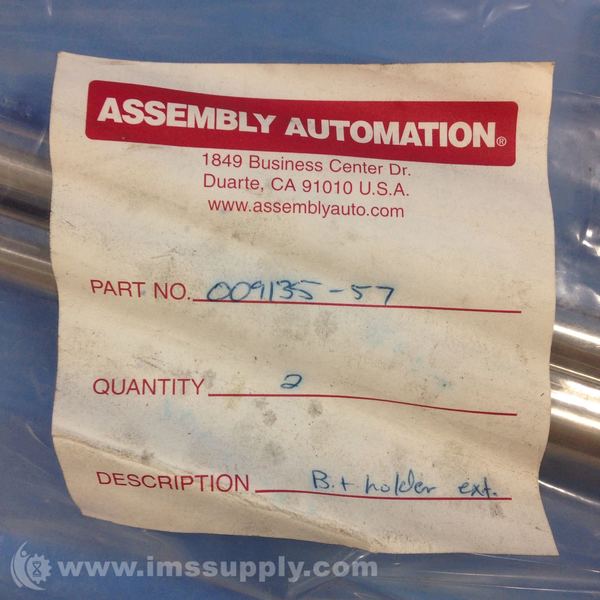 ASSEMBLY AUTOMATION®
1849 Business Center Dr.
Duarte, CA 91010 U.S.A.
www.assemblyauto.com
PART NO. 009135-57
QUANTITY 2
DESCRIPTION Bit holder ext.
www.imssupply.com